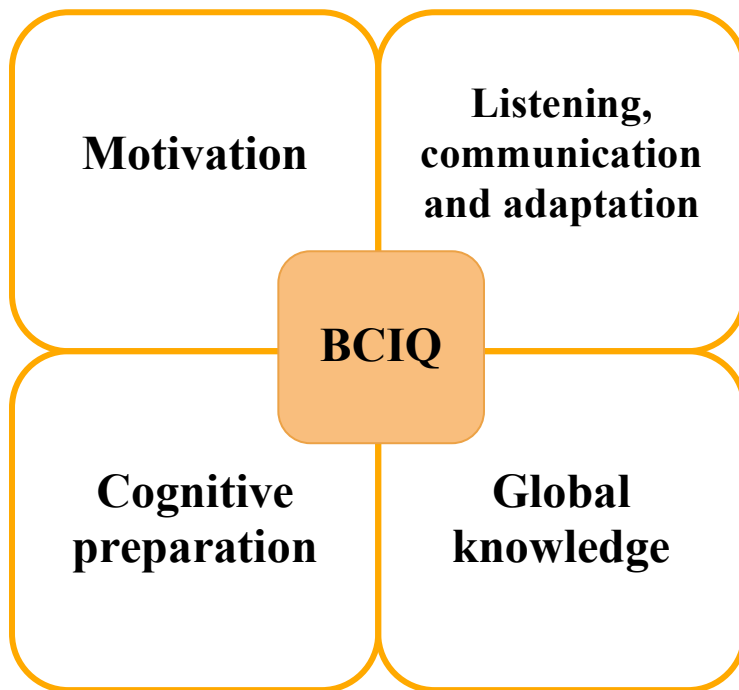 Motivation
Listening,
communication
and adaptation
BCIQ
Cognitive
preparation
Global
knowledge